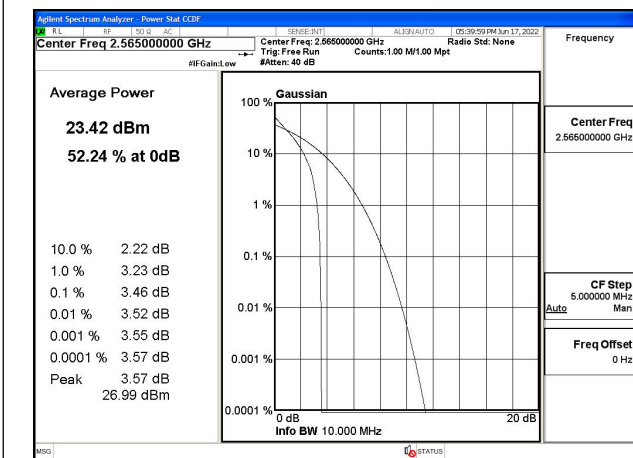 Agilent Spectrum Analyzer - Power Stat CCDF
RL RF 50 Ω AC SENSE:INT ALIGN AUTO 05:39:59 PM Jun 17, 2022
Center Freq 2.565000000 GHz
Center Freq: 2.565000000 GHz Radio Std: None
Trig: Free Run Counts:1.00 M/1.00 Mpt
#IFGain:Low #Atten: 40 dB
Frequency
Average Power
23.42 dBm
52.24 % at 0dB
10.0 % 2.22 dB
1.0 % 3.23 dB
0.1 % 3.46 dB
0.01 % 3.52 dB
0.001 % 3.55 dB
0.0001 % 3.57 dB
Peak 3.57 dB
26.99 dBm
Gaussian
100 %
10 %
1 %
0.1 %
0.01 %
0.001 %
0.0001 %
0 dB 20 dB
Info BW 10.000 MHz
Center Freq
2.565000000 GHz
CF Step
5.000000 MHz
Auto Man
Freq Offset
0 Hz
MSG STATUS